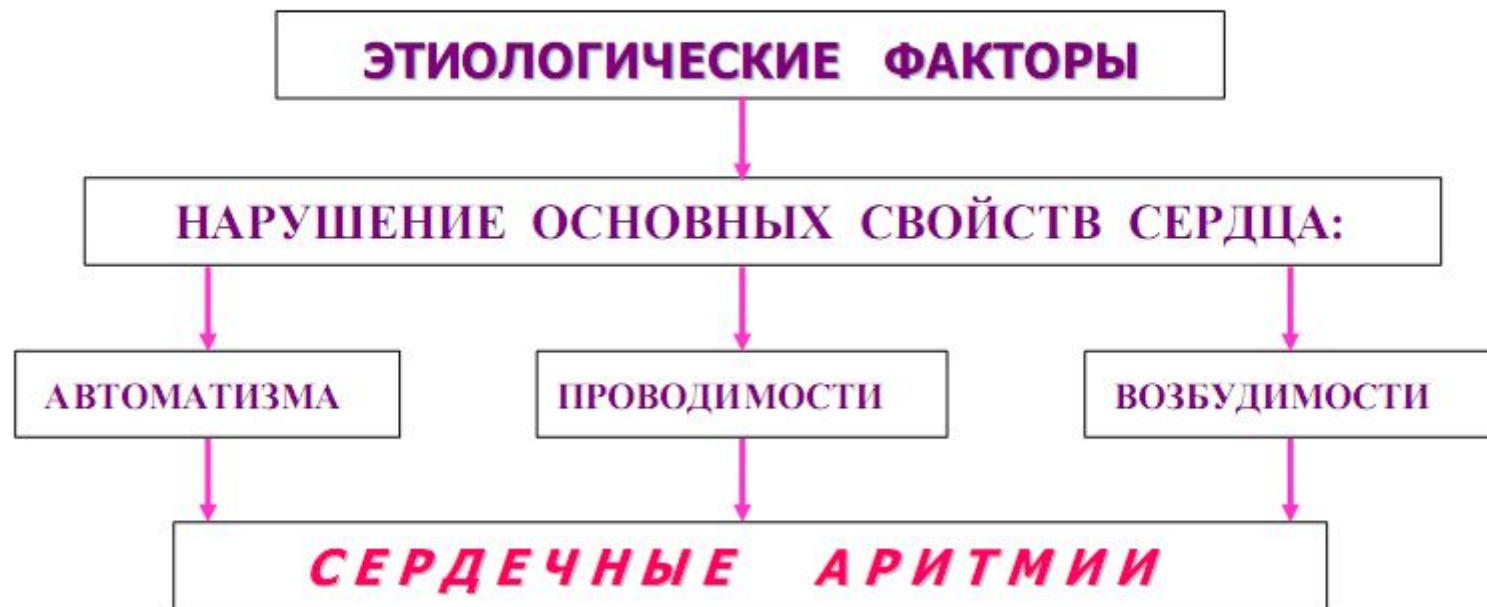 ЭТИОЛОГИЧЕСКИЕ ФАКТОРЫ
НАРУШЕНИЕ ОСНОВНЫХ СВОЙСТВ СЕРДЦА:
АВТОМАТИЗМА
ПРОВОДИМОСТИ
ВОЗБУДИМОСТИ
СЕРДЕЧНЫЕ АРИТМИИ